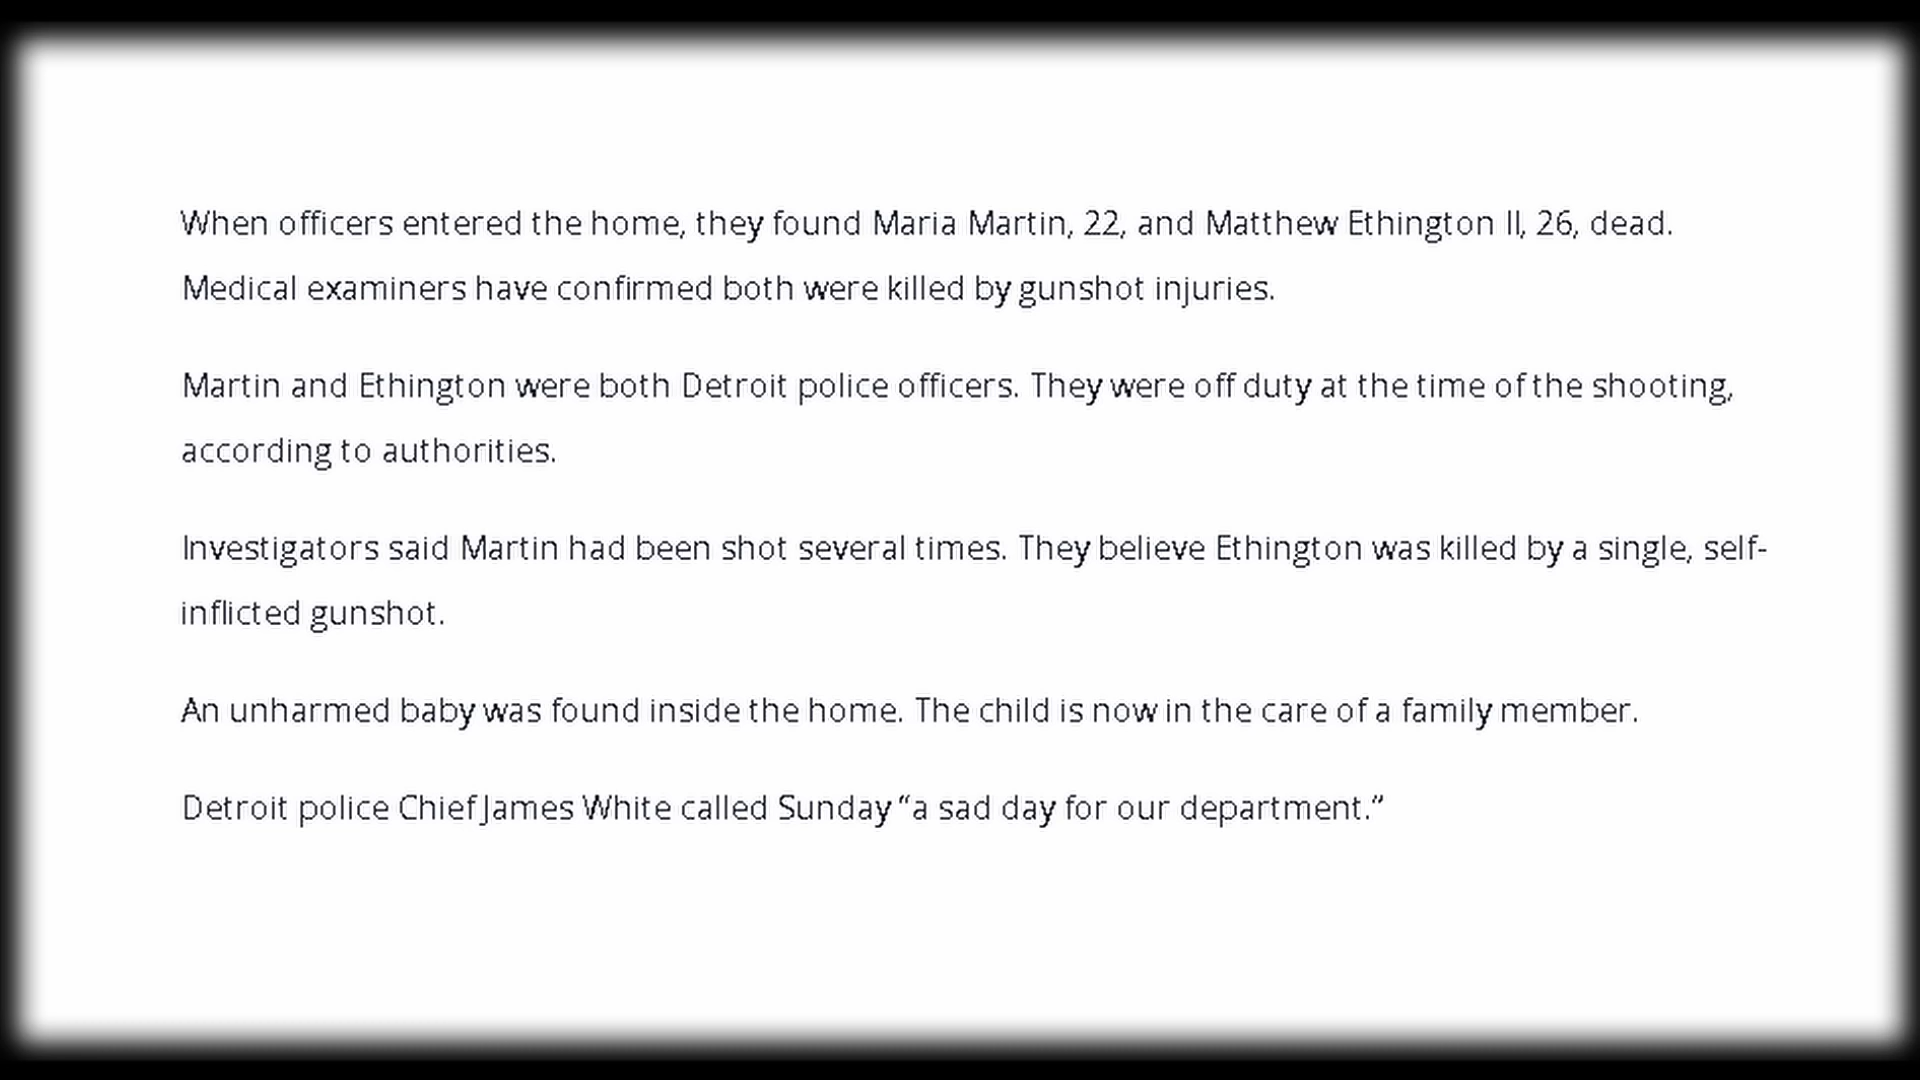 When officers entered the home, they found Maria Martin, 22, and Matthew Ethington II, 26, dead.
Medical examiners have confirmed both were killed by gunshot injuries.
Martin and Ethington were both Detroit police officers. They were off duty at the time of the shooting,
according to authorities.
Investigators said Martin had been shot several times. They believe Ethington was killed by a single, self-
inflicted gunshot.
An unharmed baby was found inside the home. The child is now in the care of a family member.
Detroit police Chief James White called Sunday “a sad day for our department.”